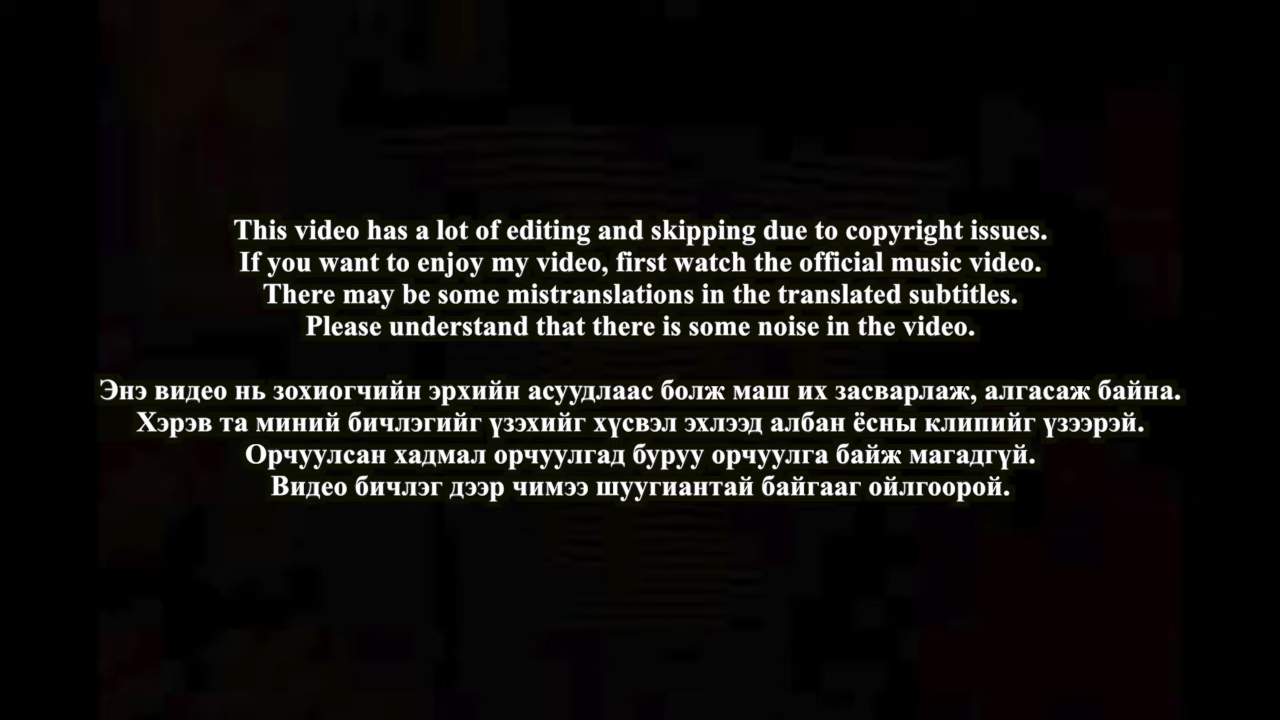 This video has a lot of editing and skipping due to copyright issues.
If you want to enjoy my video, first watch the official music video.
There may be some mistranslations in the translated subtitles.
Please understand that there is some noise in the video.
Энэ видео нь зохиогчийн эрхийн асуудлаас болж маш их засварлаж, алгасаж байна.
Хэрэв та миний бичлэгийг үзэхийг хүсвэл эхлээд албан ёсны клипийг үзээрэй.
Орчуулсан хадмал орчуулгад буруу орчуулга байж магадгүй.
Видео бичлэг дээр чимээ шуугиантай байгааг ойлгоорой.